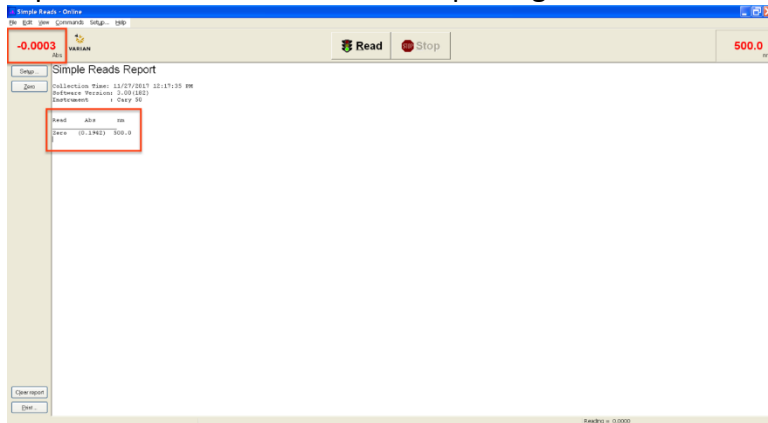 Simple Reads - Online
File Edit View Commands Setup... Help
-0.0003
Abs
VARIAN
Read
Stop
500.0
Setup...
Zero
Simple Reads Report
Collection Time: 11/27/2017 12:17:35 PM
Software Version: 3.00(182)
Instrument : Cary 50
Read Abs nm
Zero (0.1962) 500.0
Clear report
Print...
Reading = 0.0000